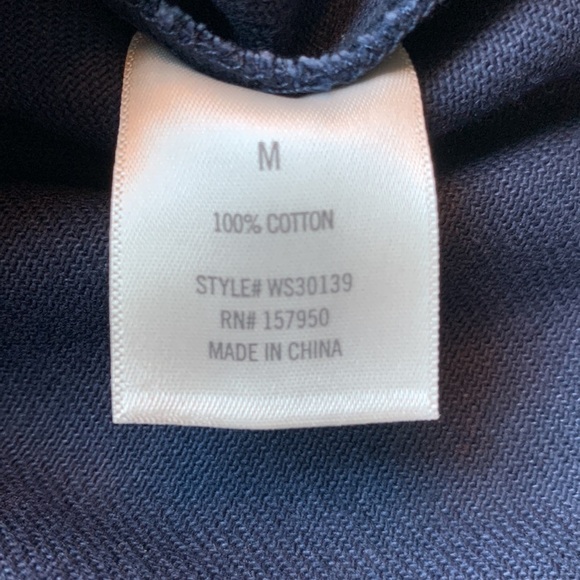 M
100% COTTON
STYLE# WS30139
RN# 157950
MADE IN CHINA